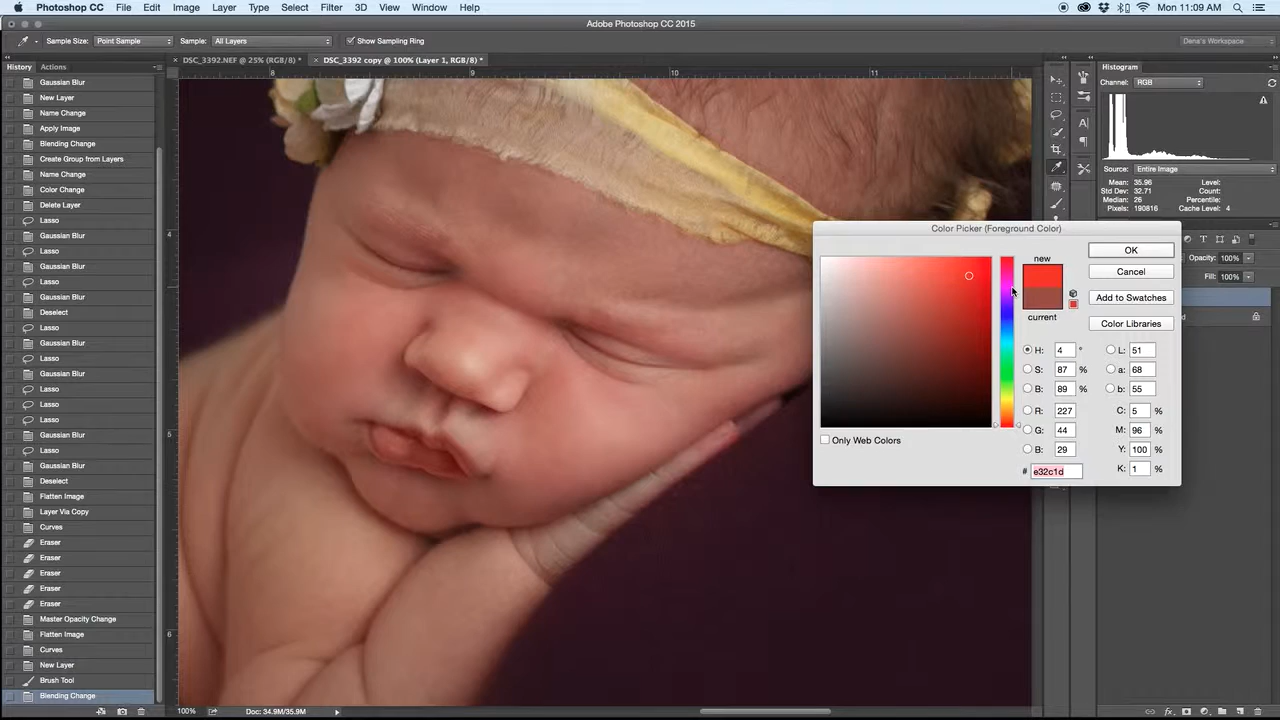 Photoshop CC File Edit Image Layer Type Select Filter 3D View Window Help Mon 11:09 AM
Adobe Photoshop CC 2015
Sample Size: Point Sample Sample: All Layers Show Sampling Ring Dena's Workspace
History Actions
× DSC_3392.NEF @ 25% (RGB/8) * × DSC_3392 copy @ 100% (Layer 1, RGB/8) *
8 9 10 11
4
5
6
Gaussian Blur
New Layer
Name Change
Apply Image
Blending Change
Create Group from Layers
Name Change
Color Change
Delete Layer
Lasso
Gaussian Blur
Lasso
Gaussian Blur
Lasso
Gaussian Blur
Deselect
Lasso
Gaussian Blur
Lasso
Gaussian Blur
Lasso
Lasso
Lasso
Gaussian Blur
Lasso
Gaussian Blur
Deselect
Flatten Image
Layer Via Copy
Curves
Eraser
Eraser
Eraser
Eraser
Eraser
Master Opacity Change
Flatten Image
Curves
New Layer
Brush Tool
Blending Change
100% Doc: 34.9M/35.9M
Color Picker (Foreground Color)
new
current
OK
Cancel
Add to Swatches
Color Libraries
H: 4 ° L: 51
S: 87 % a: 68
B: 89 % b: 55
R: 227 C: 5 %
G: 44 M: 96 %
B: 29 Y: 100 %
# e32c1d K: 1 %
Only Web Colors
Histogram
Channel: RGB
Source: Entire Image
Mean: 35.96 Level:
Std Dev: 32.71 Count:
Median: 26 Percentile:
Pixels: 190816 Cache Level: 4
Opacity: 100%
Fill: 100%